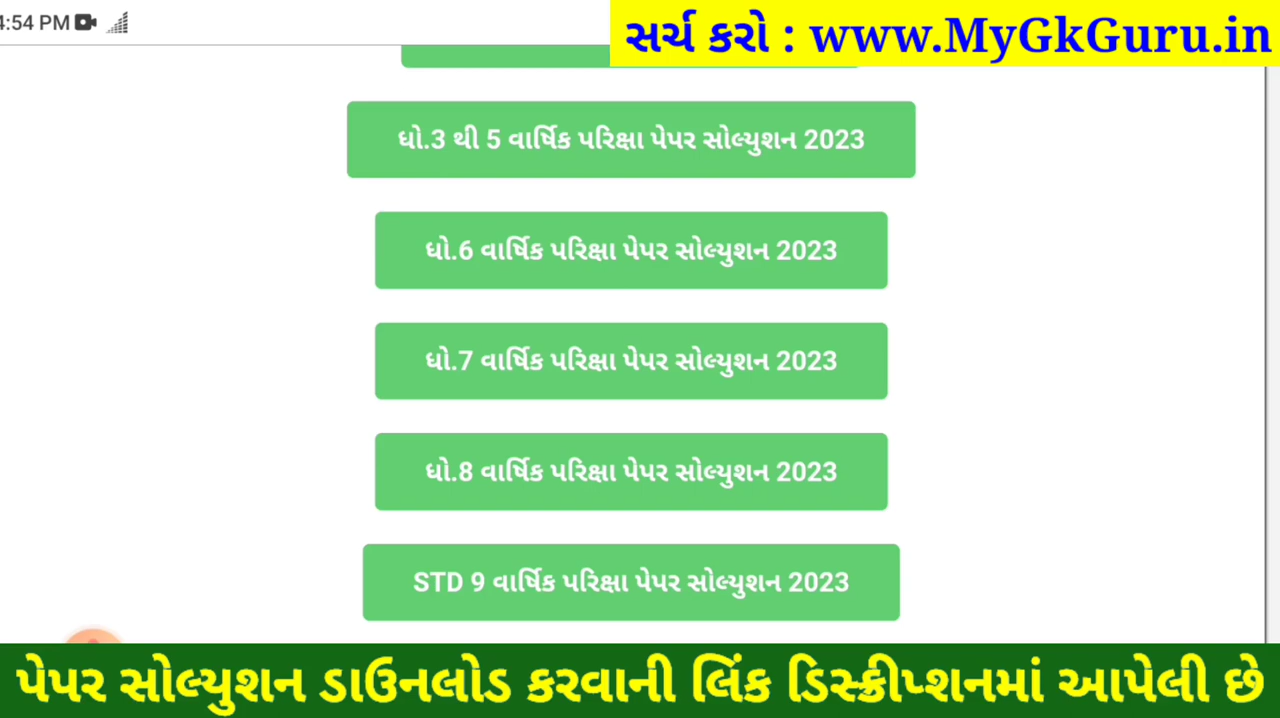 4:54 PM
સર્ચ કરો : www.MyGkGuru.in
ધો.3 થી 5 વાર્ષિક પરિક્ષા પેપર સોલ્યુશન 2023
ધો.6 વાર્ષિક પરિક્ષા પેપર સોલ્યુશન 2023
ધો.7 વાર્ષિક પરિક્ષા પેપર સોલ્યુશન 2023
ધો.8 વાર્ષિક પરિક્ષા પેપર સોલ્યુશન 2023
STD 9 વાર્ષિક પરિક્ષા પેપર સોલ્યુશન 2023
પેપર સોલ્યુશન ડાઉનલોડ કરવાની લિંક ડિસ્ક્રીપ્શનમાં આપેલી છે